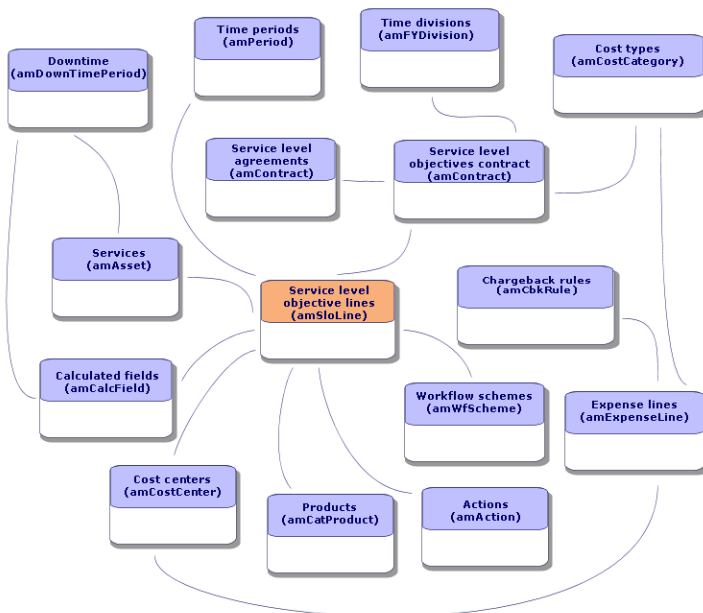 Time periods
(amPeriod)
Time divisions
(amFYDivision)
Cost types
(amCostCategory)
Downtime
(amDownTimePeriod)
Service level
agreements
(amContract)
Service level
objectives contract
(amContract)
Services
(amAsset)
Service level
objective lines
(amSloLine)
Chargeback rules
(amCbkRule)
Calculated fields
(amCalcField)
Workflow schemes
(amWfScheme)
Expense lines
(amExpenseLine)
Cost centers
(amCostCenter)
Products
(amCatProduct)
Actions
(amAction)